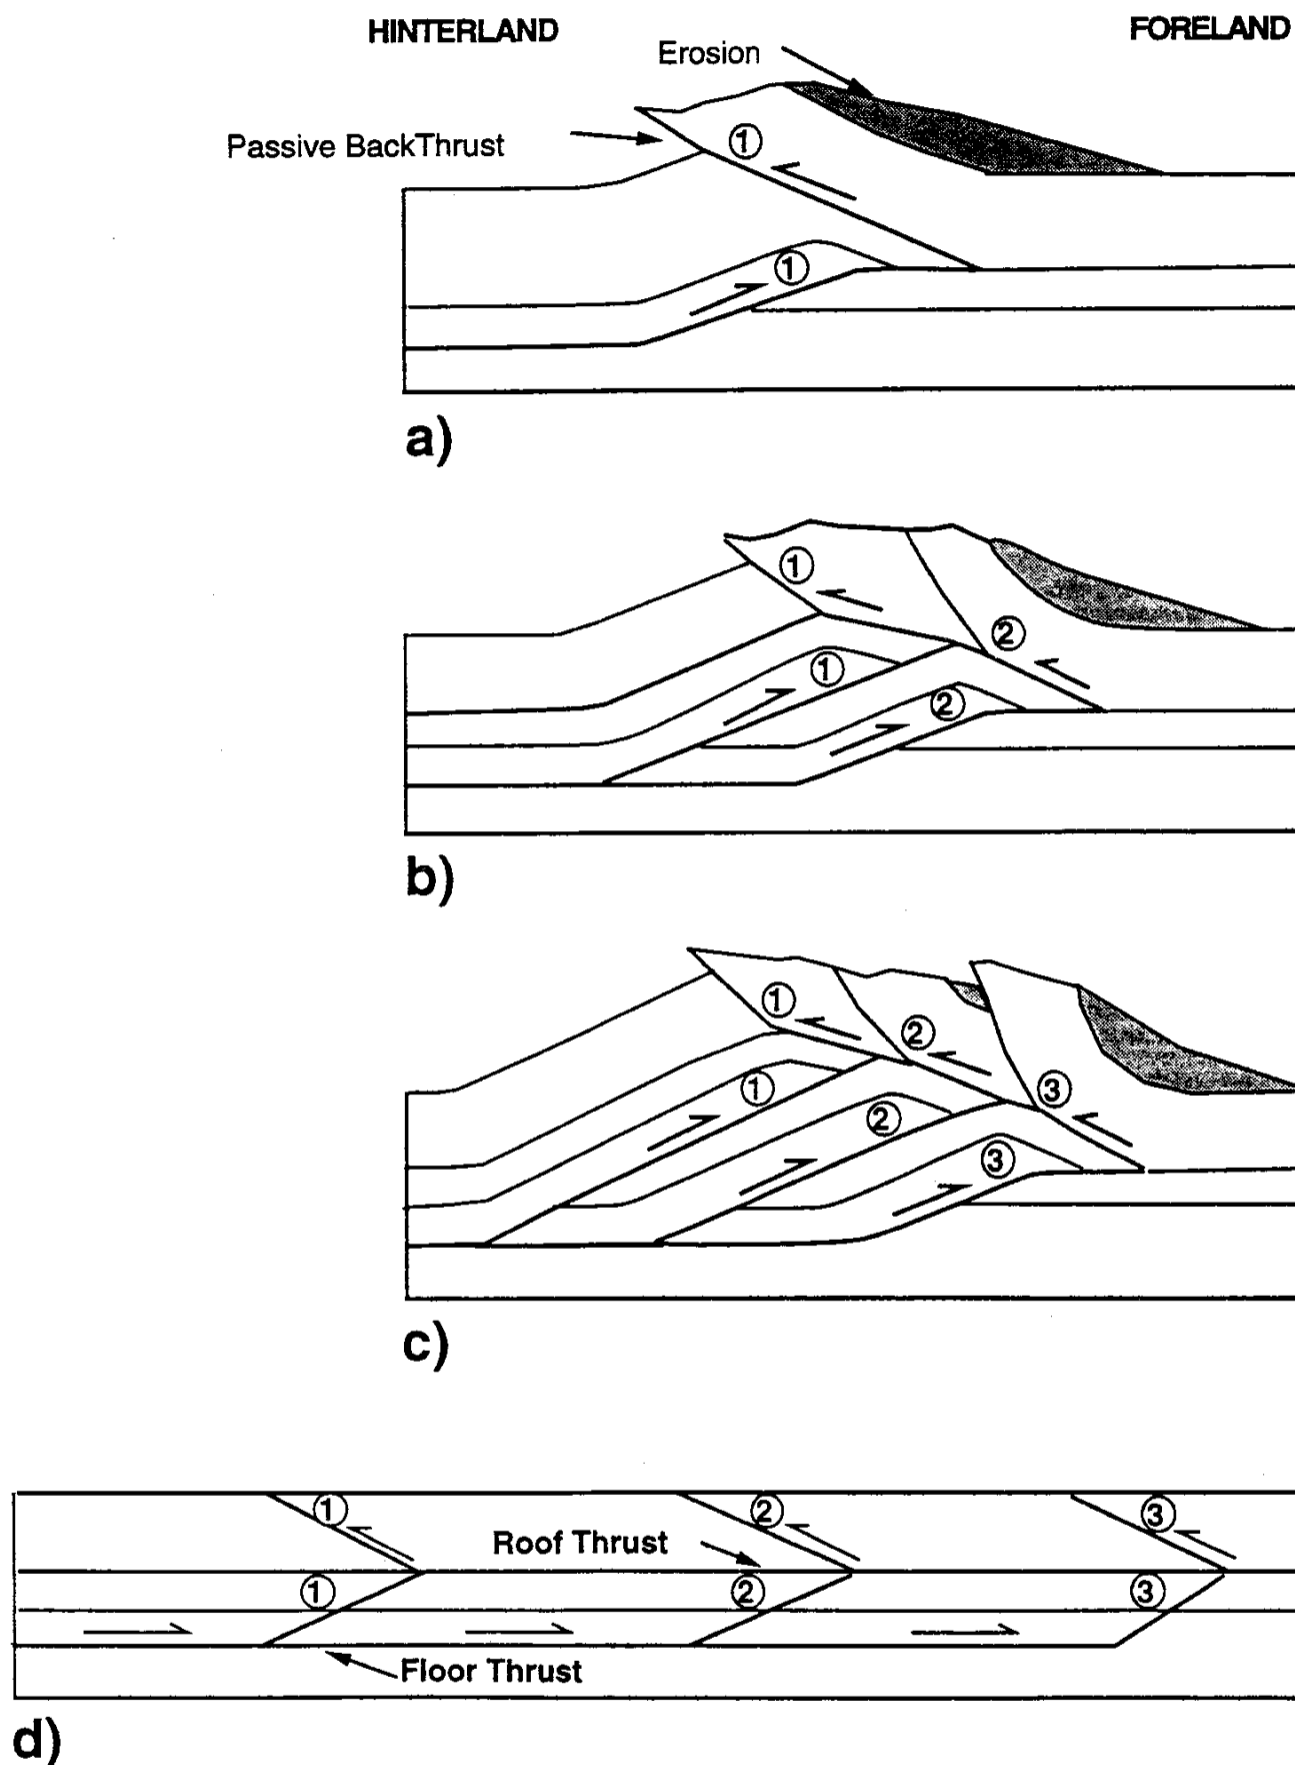 HINTERLAND FORELAND
Erosion
Passive BackThrust
1
1
a)
1
2
1
2
b)
1
2
3
1
2
3
c)
1 2 3
Roof Thrust
1 2 3
Floor Thrust
d)